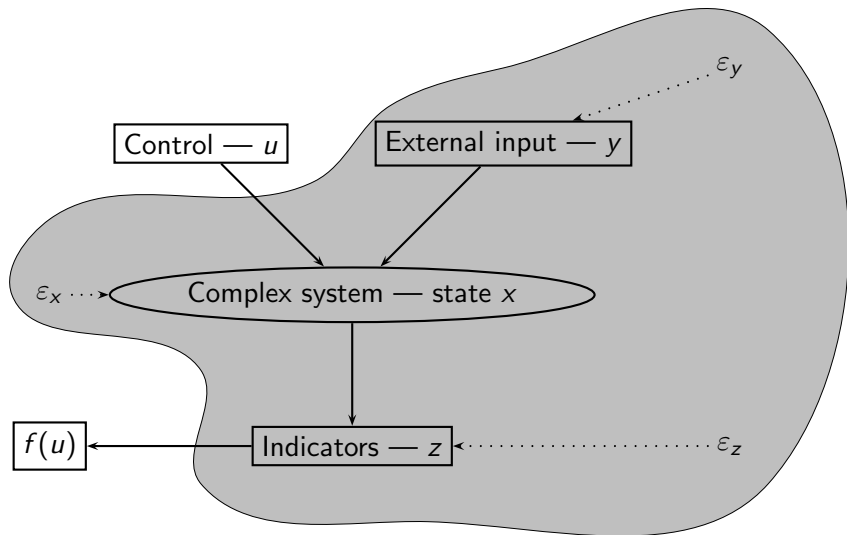 ε_y
Control — u
External input — y
ε_x
Complex system — state x
f(u)
Indicators — z
ε_z